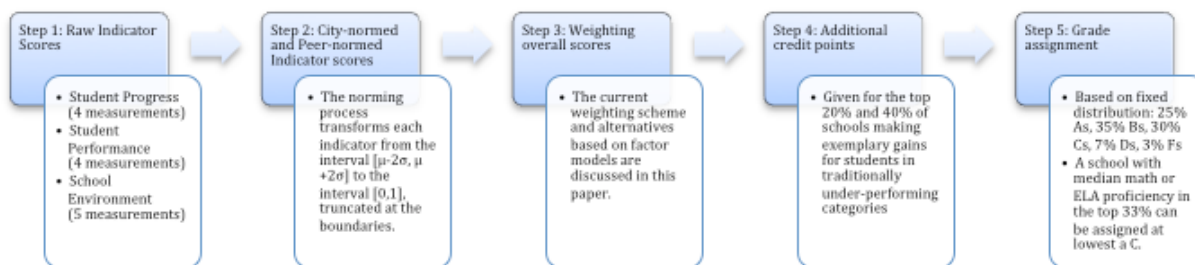 Step 1: Raw Indicator
Scores
• Student Progress
(4 measurements)
• Student
Performance
(4 measurements)
• School
Environment
(5 measurements)
Step 2: City-normed
and Peer-normed
Indicator scores
• The norming
process
transforms each
indicator from the
interval [μ-2σ, μ
+2σ] to the
interval [0,1],
truncated at the
boundaries.
Step 3: Weighting
overall scores
• The current
weighting scheme
and alternatives
based on factor
models are
discussed in this
paper.
Step 4: Additional
credit points
• Given for the top
20% and 40% of
schools making
exemplary gains
for students in
traditionally
under-performing
categories
Step 5: Grade
assignment
• Based on fixed
distribution: 25%
As, 35% Bs, 30%
Cs, 7% Ds, 3% Fs
• A school with
median math or
ELA proficiency in
the top 33% can
be assigned at
lowest a C.